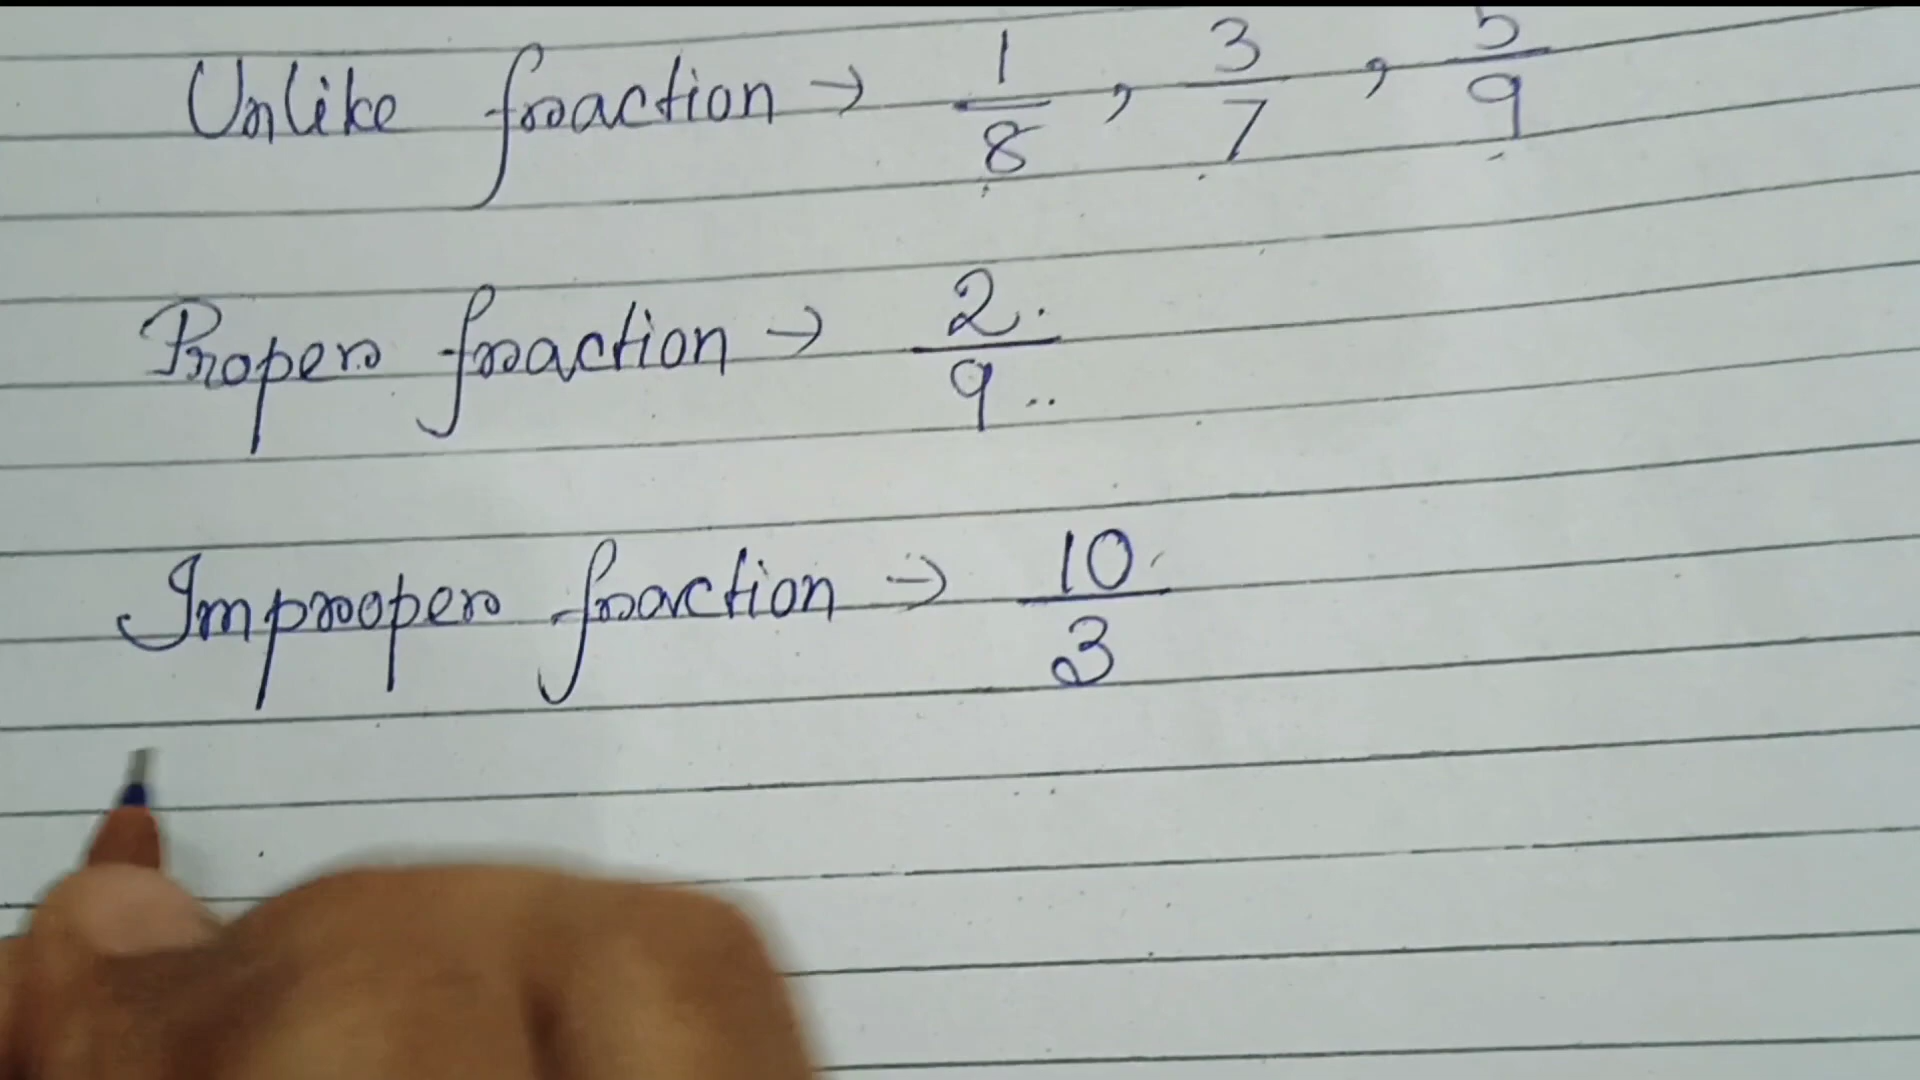 Unlike fraction → 1/8 , 3/7 , 5/9
Proper fraction → 2/9
Improper fraction → 10/3